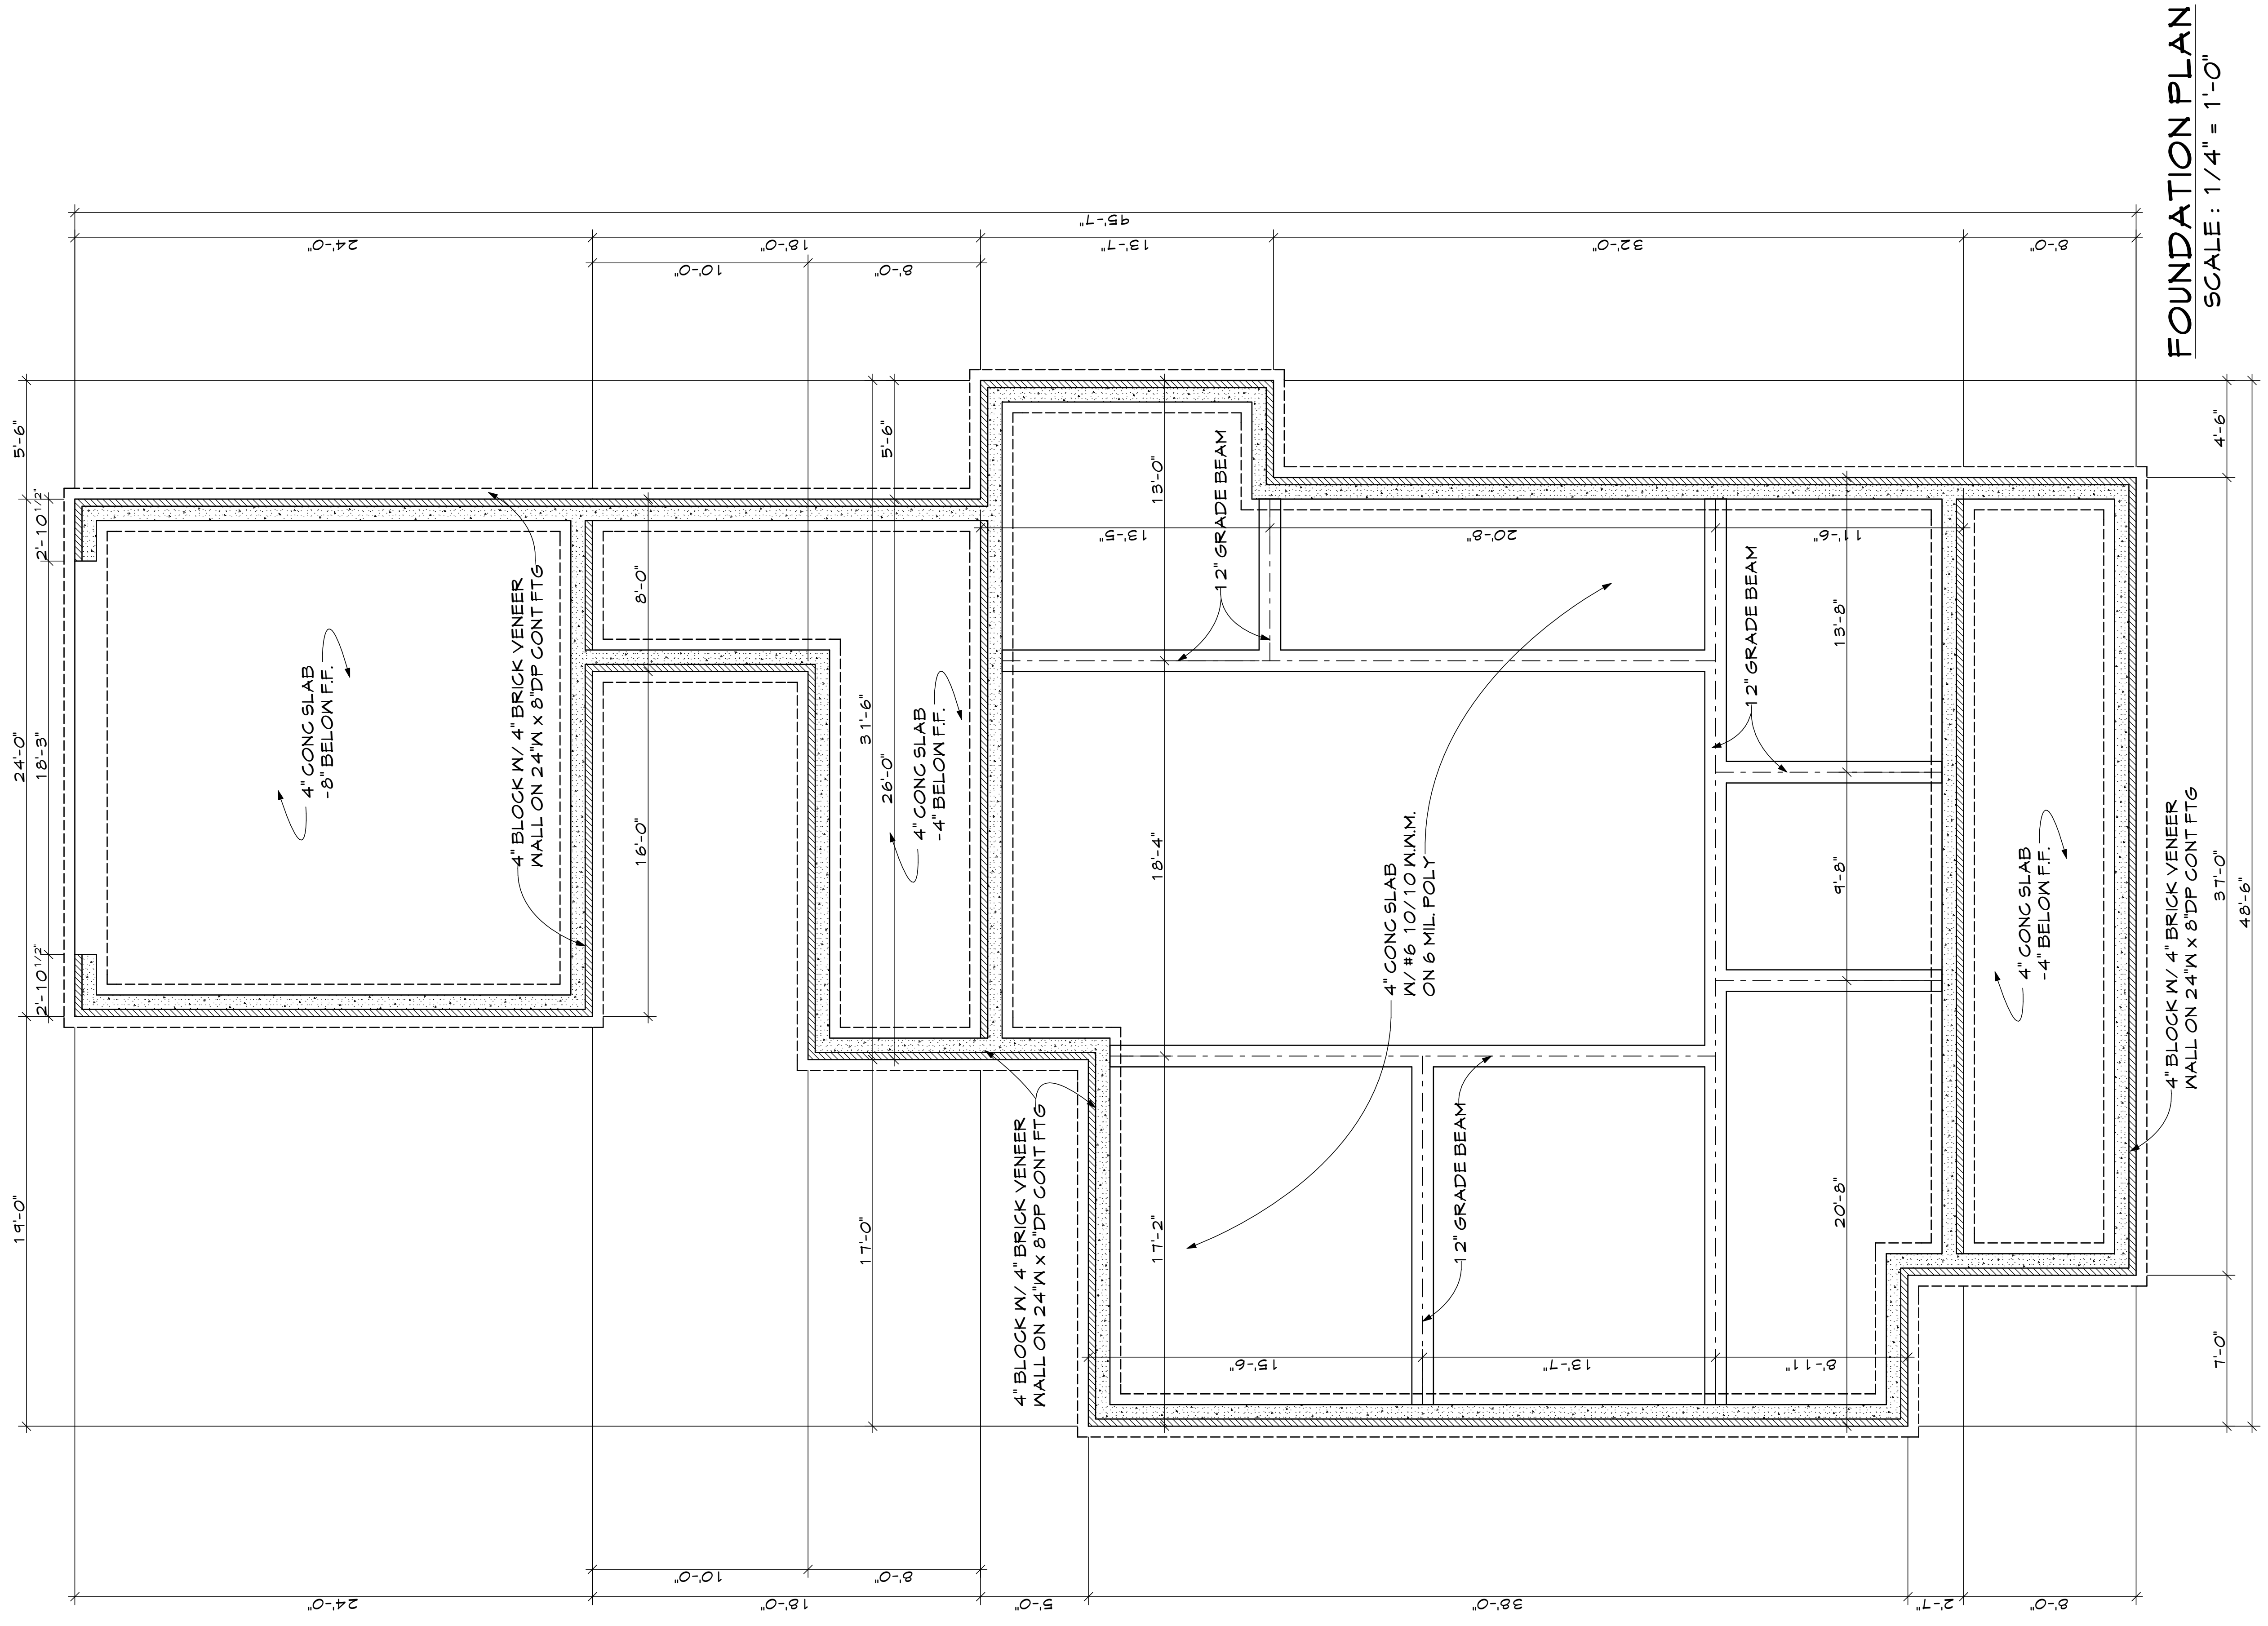 FOUNDATION PLAN
SCALE : 1/4" = 1'-0"
95'-7"
24'-0"
18'-0"
13'-7"
32'-0"
8'-0"
10'-0"
8'-0"
5'-6"
24'-0"
19'-0"
2'-10 1/2"
18'-3"
2'-10 1/2"
4" CONC SLAB
-8" BELOW F.F.
4" BLOCK W/ 4" BRICK VENEER
WALL ON 24"W x 8"DP CONT FTG
8'-0"
16'-0"
5'-6"
31'-6"
26'-0"
17'-0"
4" CONC SLAB
-4" BELOW F.F.
4" BLOCK W/ 4" BRICK VENEER
WALL ON 24"W x 8"DP CONT FTG
13'-0"
18'-4"
17'-2"
12" GRADE BEAM
13'-5"
20'-8"
11'-6"
4" CONC SLAB
W/ #6 10/10 W.W.M.
ON 6 MIL. POLY
12" GRADE BEAM
12" GRADE BEAM
15'-6"
13'-7"
8'-11"
13'-8"
9'-8"
20'-8"
4" CONC SLAB
-4" BELOW F.F.
4" BLOCK W/ 4" BRICK VENEER
WALL ON 24"W x 8"DP CONT FTG
4'-6"
37'-0"
7'-0"
48'-6"
10'-0"
8'-0"
24'-0"
18'-0"
5'-0"
38'-0"
2'-7"
8'-0"